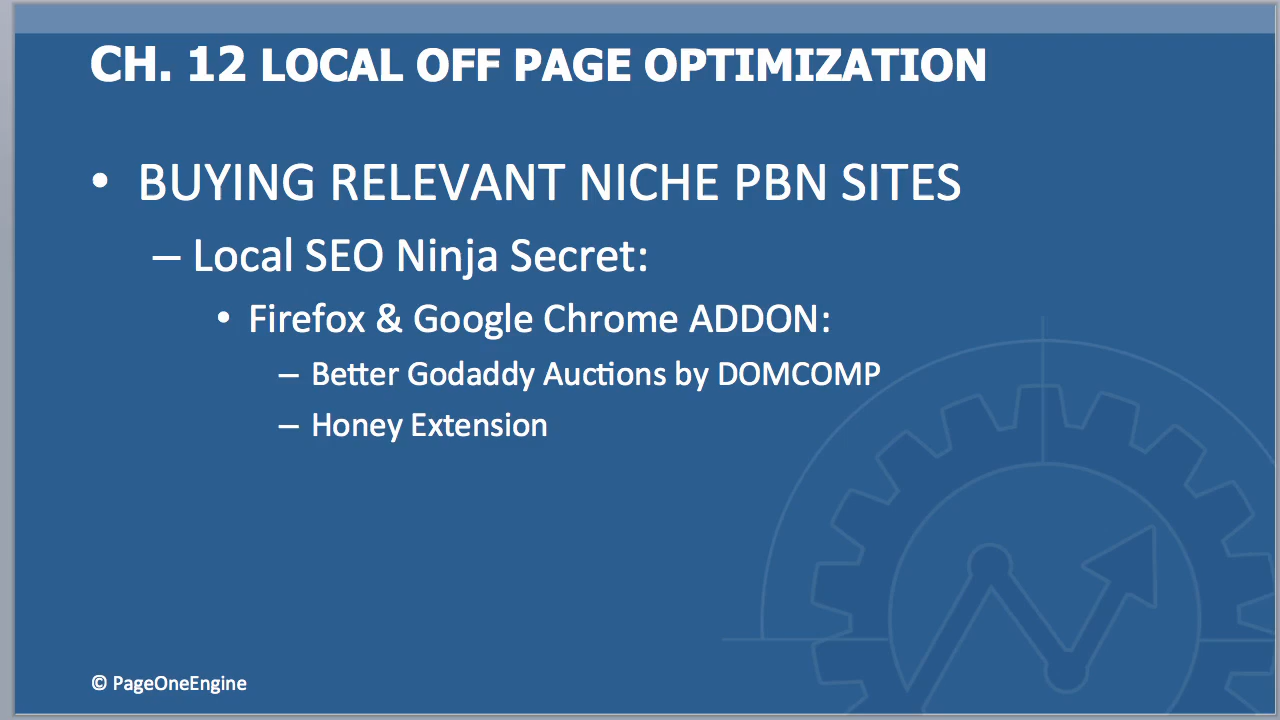 CH. 12 LOCAL OFF PAGE OPTIMIZATION
• BUYING RELEVANT NICHE PBN SITES
– Local SEO Ninja Secret:
• Firefox & Google Chrome ADDON:
– Better Godaddy Auctions by DOMCOMP
– Honey Extension
© PageOneEngine